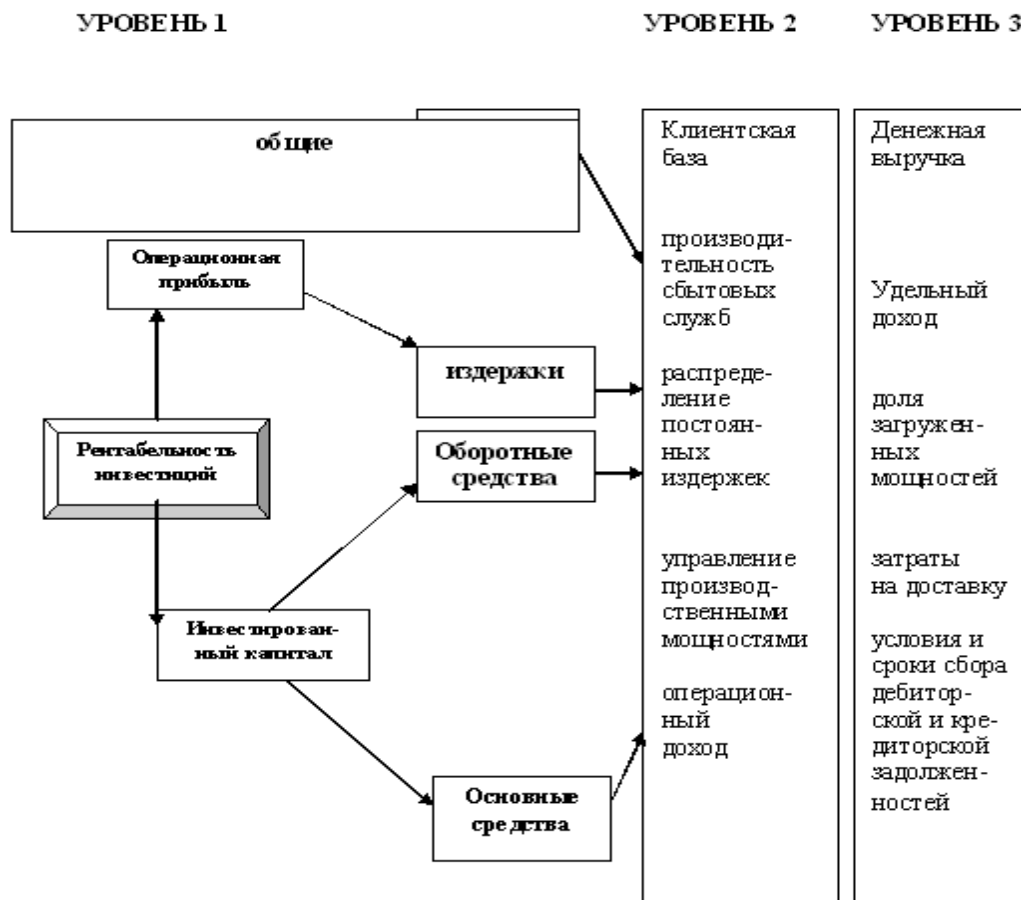 УРОВЕНЬ 1
УРОВЕНЬ 2
УРОВЕНЬ 3
общие
Операционная
прибыль
издержки
Рентабельность
инвестиций
Оборотные
средства
Инвестирован-
ный капитал
Основные
средства
Клиентская
база
производи-
тельность
сбытовых
служб
распреде-
ление
постоян-
ных
издержек
управление
производ-
ственными
мощностями
операцион-
ный
доход
Денежная
выручка
Удельный
доход
доля
загружен-
ных
мощностей
затраты
на доставку
условия и
сроки сбора
дебитор-
ской и кре-
диторской
задолжен-
ностей